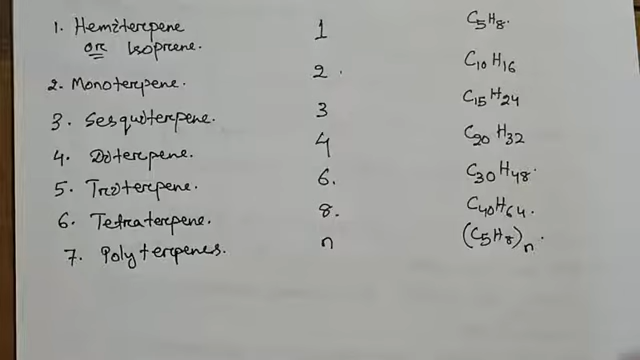 1. Hemiterpene 1 C5H8.
or Isoprene.
2. Monoterpene. 2. C10H16
3. Sesquiterpene. 3 C15H24
4. Diterpene. 4 C20H32
5. Triterpene. 6. C30H48.
6. Tetraterpene. 8. C40H64.
7. Polyterpenes. n (C5H8)n.